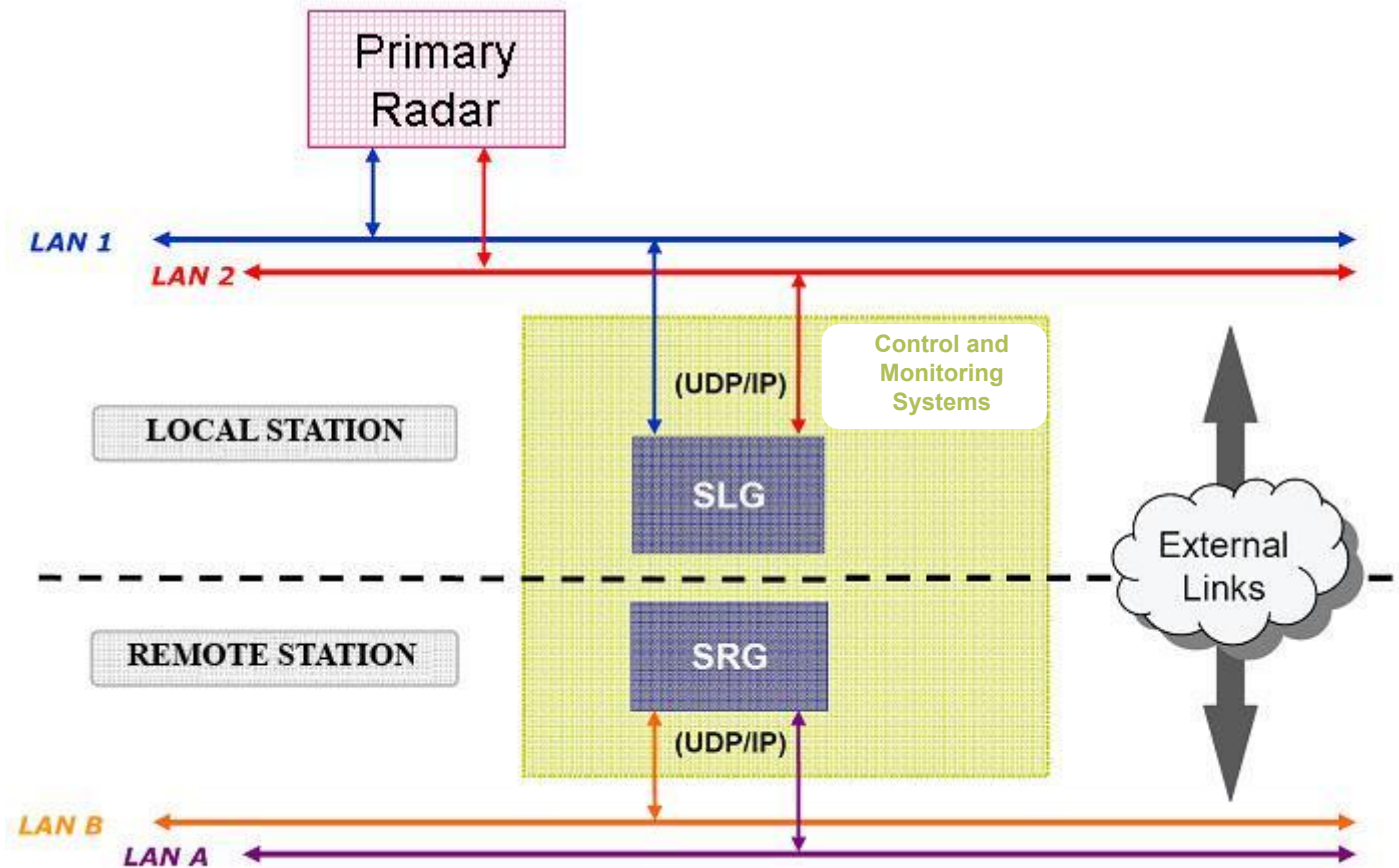 Primary
Radar
LAN 1
LAN 2
Control and
Monitoring
Systems
(UDP/IP)
LOCAL STATION
SLG
External
Links
REMOTE STATION
SRG
(UDP/IP)
LAN B
LAN A